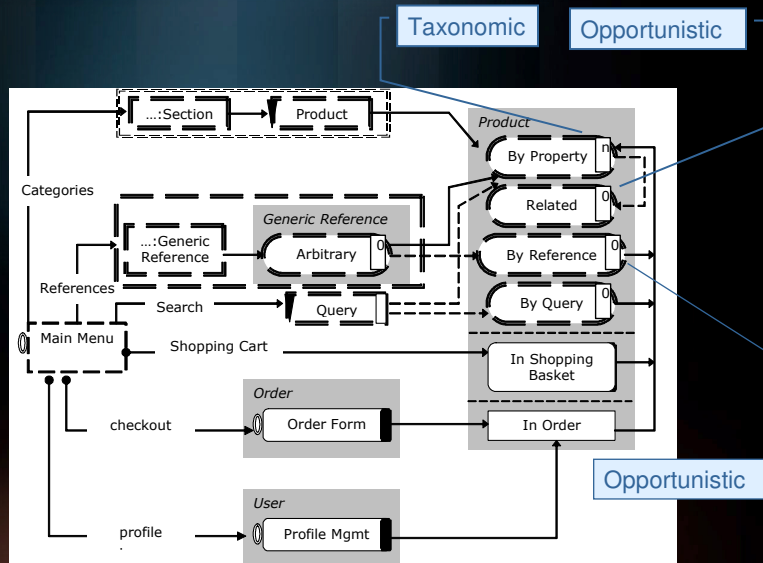 Taxonomic
Opportunistic
…:Section
Product
Product
By Property
n
Categories
Related
0
Generic Reference
…:Generic
Reference
Arbitrary
0
By Reference
0
References
Search
Query
By Query
0
Main Menu
Shopping Cart
In Shopping
Basket
Order
checkout
Order Form
In Order
Opportunistic
User
profile
.
Profile Mgmt